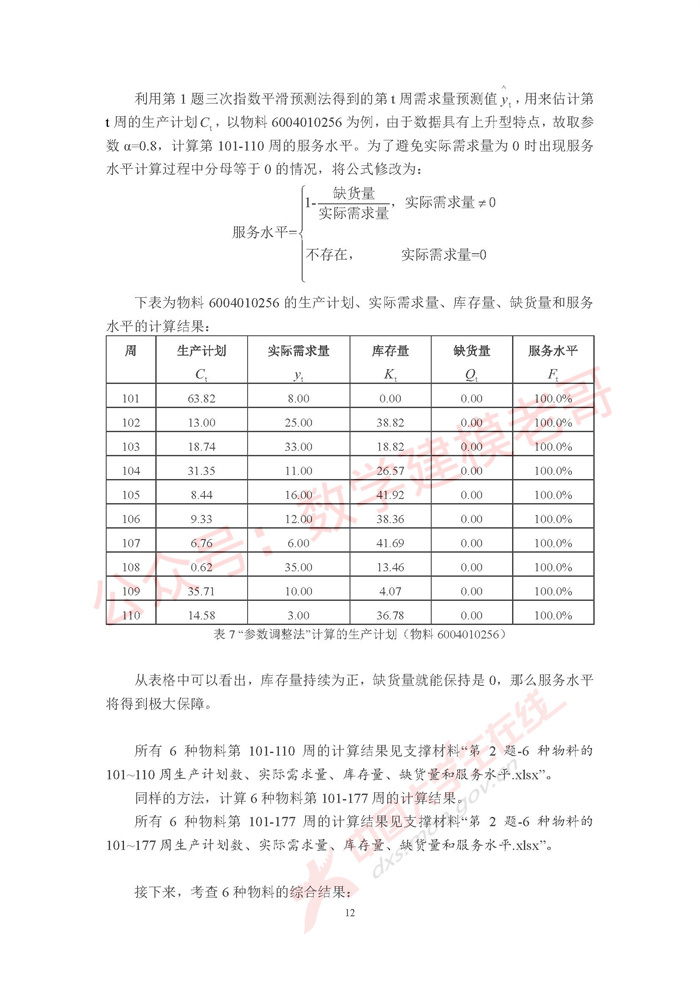 利用第 1 题三次指数平滑预测法得到的第 t 周需求量预测值 ŷₜ，用来估计第
t 周的生产计划 Cₜ，以物料 6004010256 为例，由于数据具有上升型特点，故取参
数 α=0.8，计算第 101-110 周的服务水平。为了避免实际需求量为 0 时出现服务
水平计算过程中分母等于 0 的情况，将公式修改为：
1- 缺货量
实际需求量 ， 实际需求量≠0
服务水平=
不存在， 实际需求量=0
下表为物料 6004010256 的生产计划、实际需求量、库存量、缺货量和服务
水平的计算结果：
周 生产计划 实际需求量 库存量 缺货量 服务水平
Cₜ yₜ Kₜ Qₜ Fₜ
101 63.82 8.00 0.00 0.00 100.0%
102 13.00 25.00 38.82 0.00 100.0%
103 18.74 33.00 18.82 0.00 100.0%
104 31.35 11.00 26.57 0.00 100.0%
105 8.44 16.00 41.92 0.00 100.0%
106 9.33 12.00 38.36 0.00 100.0%
107 6.76 6.00 41.69 0.00 100.0%
108 0.62 35.00 13.46 0.00 100.0%
109 35.71 10.00 4.07 0.00 100.0%
110 14.58 3.00 36.78 0.00 100.0%
表 7 “参数调整法”计算的生产计划（物料 6004010256）
从表格中可以看出，库存量持续为正，缺货量就能保持是 0，那么服务水平
将得到极大保障。
所有 6 种物料第 101-110 周的计算结果见支撑材料“第 2 题-6 种物料的
101~110 周生产计划数、实际需求量、库存量、缺货量和服务水平.xlsx”。
同样的方法，计算 6 种物料第 101-177 周的计算结果。
所有 6 种物料第 101-177 周的计算结果见支撑材料“第 2 题-6 种物料的
101~177 周生产计划数、实际需求量、库存量、缺货量和服务水平.xlsx”。
接下来，考查 6 种物料的综合结果：
12
公众号：数学建模老哥
中国大学生在线
dxs.moe.gov.cn